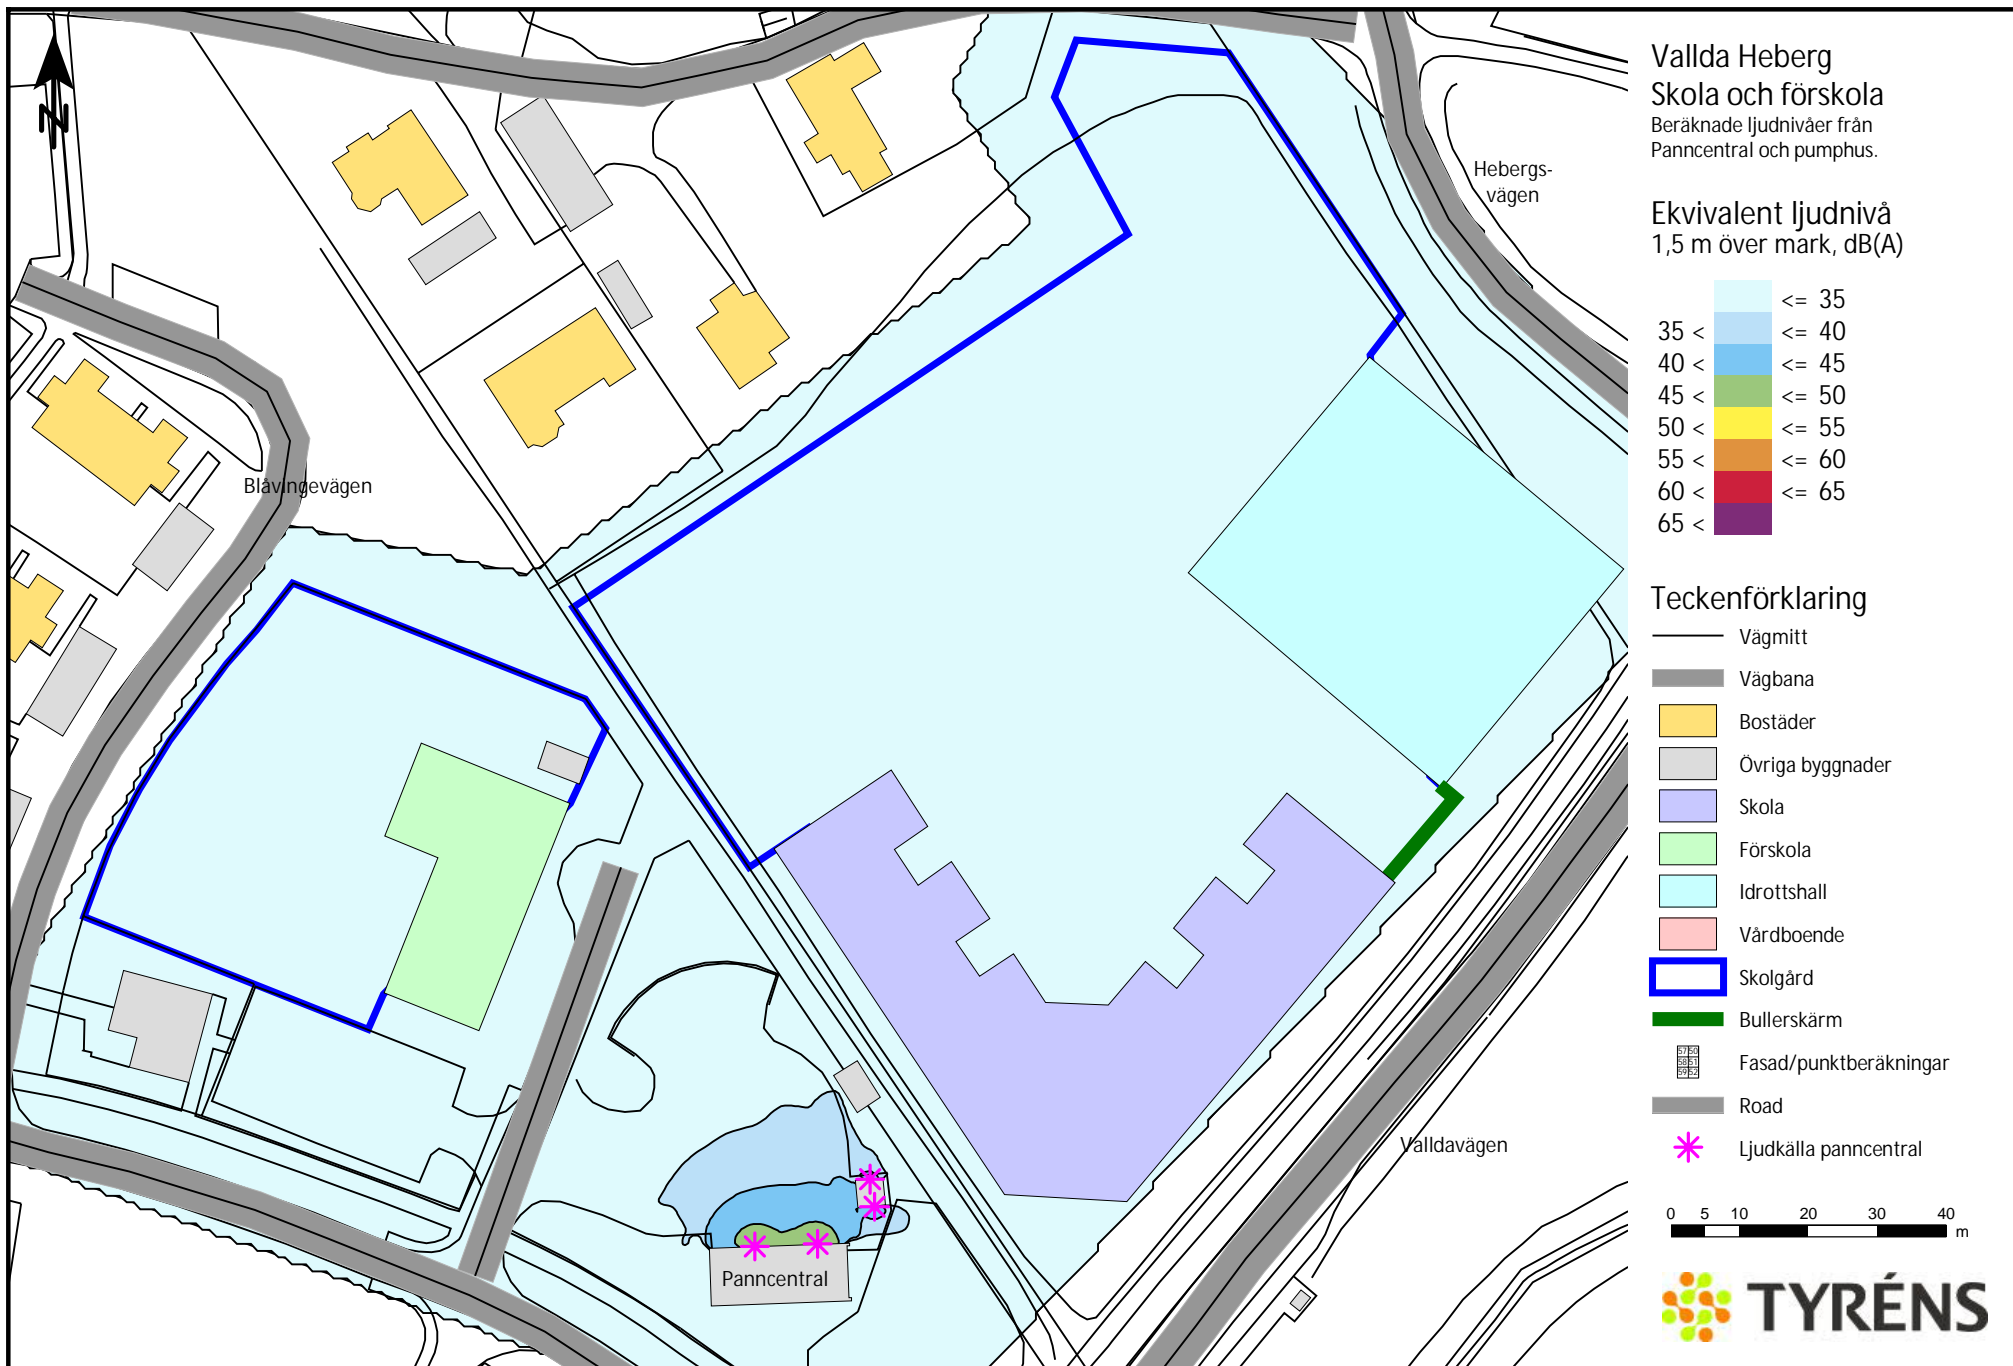 N
Blåvingevägen
Hebergs-
vägen
Valldavägen
Panncentral
Vallda Heberg
Skola och förskola
Beräknade ljudnivåer från
Panncentral och pumphus.
Ekvivalent ljudnivå
1,5 m över mark, dB(A)
<= 35
35 < <= 40
40 < <= 45
45 < <= 50
50 < <= 55
55 < <= 60
60 < <= 65
65 <
Teckenförklaring
Vägmitt
Vägbana
Bostäder
Övriga byggnader
Skola
Förskola
Idrottshall
Vårdboende
Skolgård
Bullerskärm
Fasad/punktberäkningar
Road
Ljudkälla panncentral
0 5 10 20 30 40
m
TYRÉNS